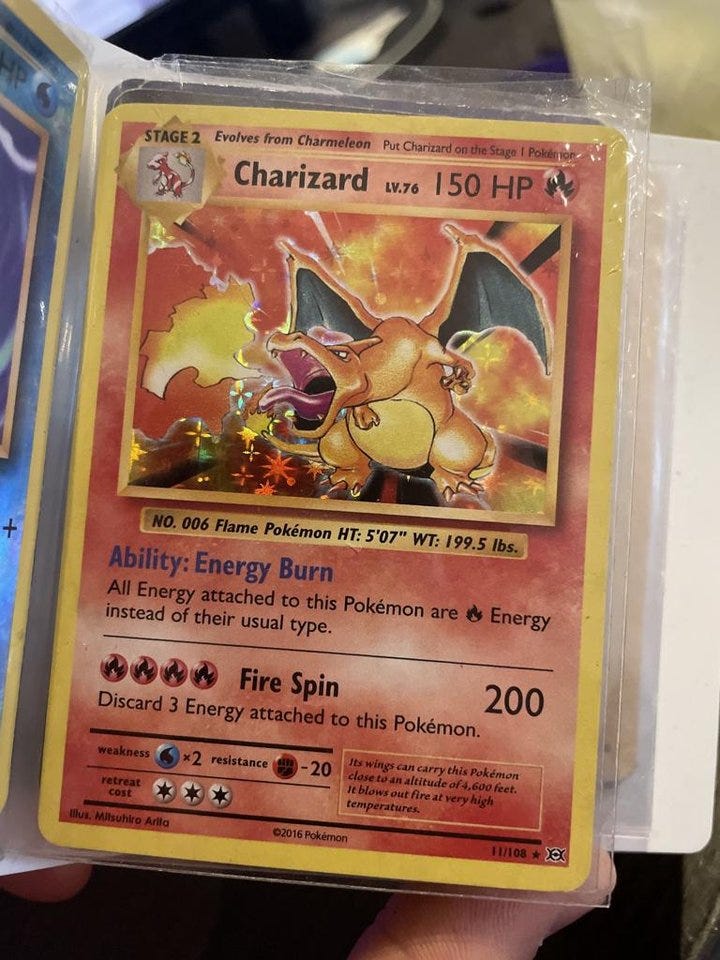 HP
+
STAGE 2 Evolves from Charmeleon Put Charizard on the Stage 1 Pokémon
Charizard LV.76 150 HP
NO. 006 Flame Pokémon HT: 5'07" WT: 199.5 lbs.
Ability: Energy Burn
All Energy attached to this Pokémon are Energy
instead of their usual type.
Fire Spin 200
Discard 3 Energy attached to this Pokémon.
weakness ×2 resistance -20
retreat
cost
Its wings can carry this Pokémon
close to an altitude of 4,600 feet.
It blows out fire at very high
temperatures.
Illus. Mitsuhiro Arita
©2016 Pokémon
11/108 ★